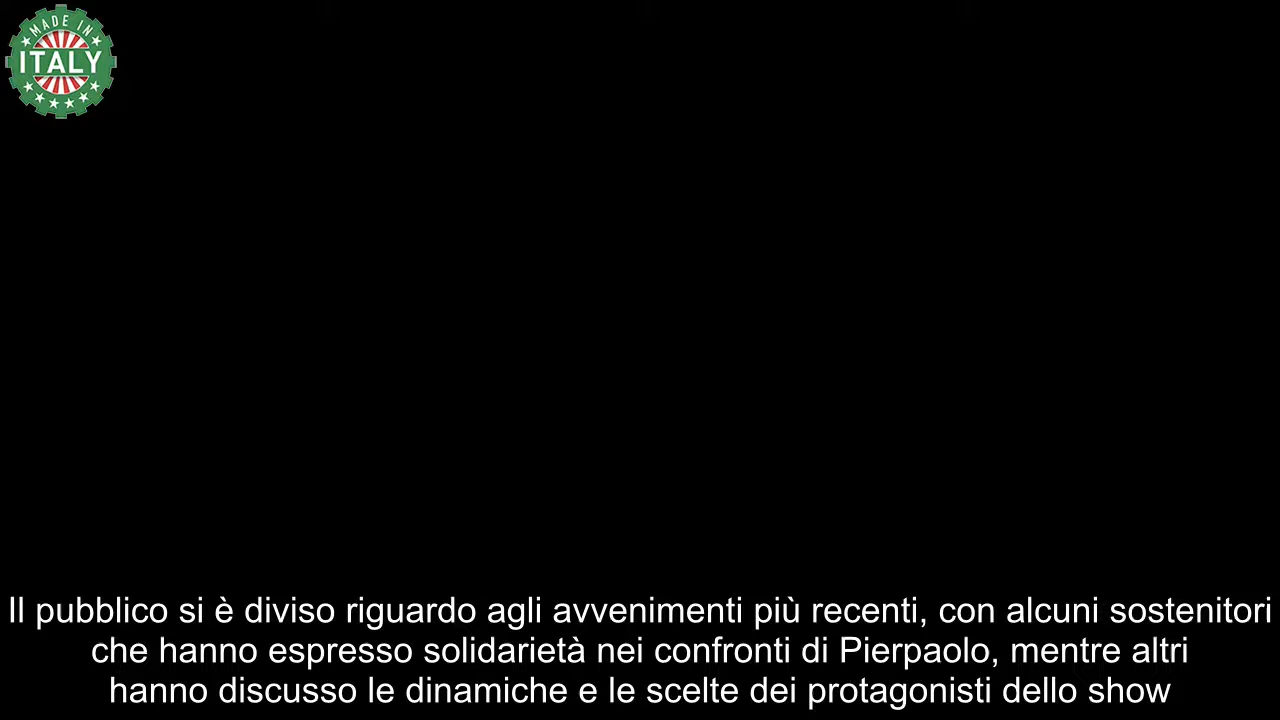 MADE IN
ITALY
Il pubblico si è diviso riguardo agli avvenimenti più recenti, con alcuni sostenitori
che hanno espresso solidarietà nei confronti di Pierpaolo, mentre altri
hanno discusso le dinamiche e le scelte dei protagonisti dello show